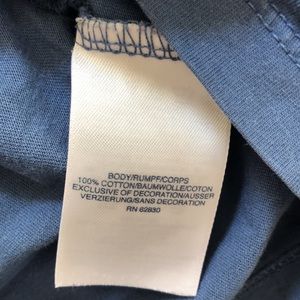 BODY/RUMPF/CORPS
100% COTTON/BAUMWOLLE/COTON
EXCLUSIVE OF DECORATION/AUSSER
VERZIERUNG/SANS DECORATION
RN 62830